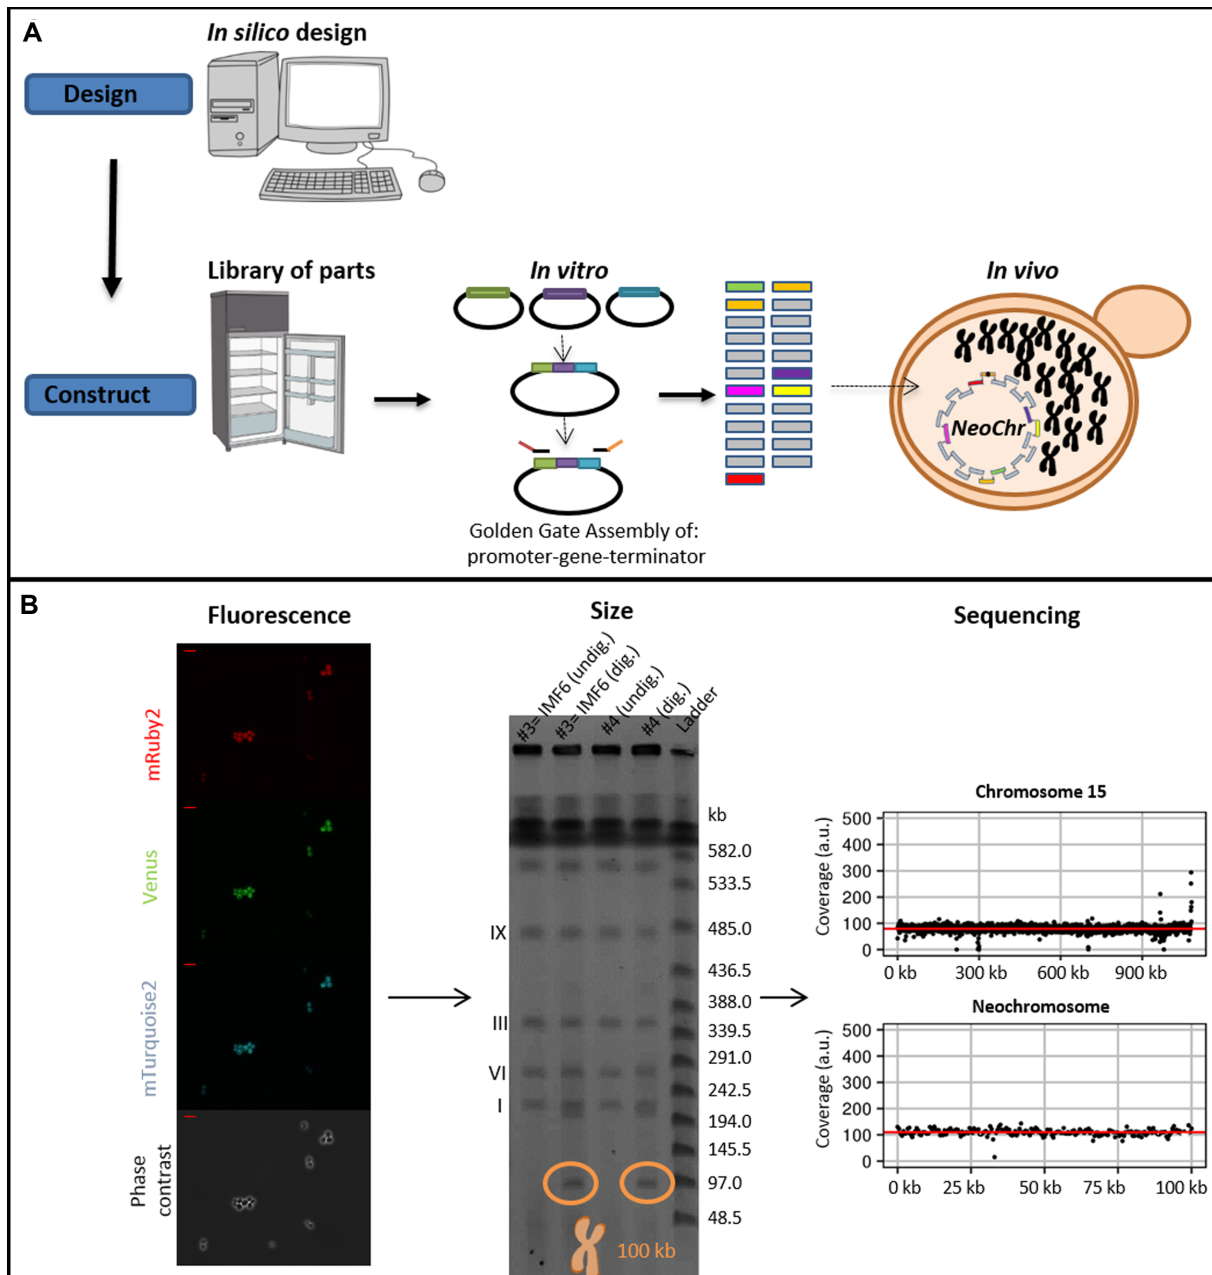 A
In silico design
Design
Library of parts
In vitro
In vivo
Construct
NeoChr
Golden Gate Assembly of:
promoter-gene-terminator
B
Fluorescence
Size
Sequencing
mRuby2
Venus
mTurquoise2
Phase
contrast
#3= IMF6 (undig.)
#3= IMF6 (dig.)
#4 (undig.)
#4 (dig.)
Ladder
kb
582.0
533.5
485.0
436.5
388.0
339.5
291.0
242.5
194.0
145.5
97.0
48.5
IX
III
VI
I
100 kb
Chromosome 15
Coverage (a.u.)
500
400
300
200
100
0
0 kb 300 kb 600 kb 900 kb
Neochromosome
Coverage (a.u.)
500
400
300
200
100
0
0 kb 25 kb 50 kb 75 kb 100 kb